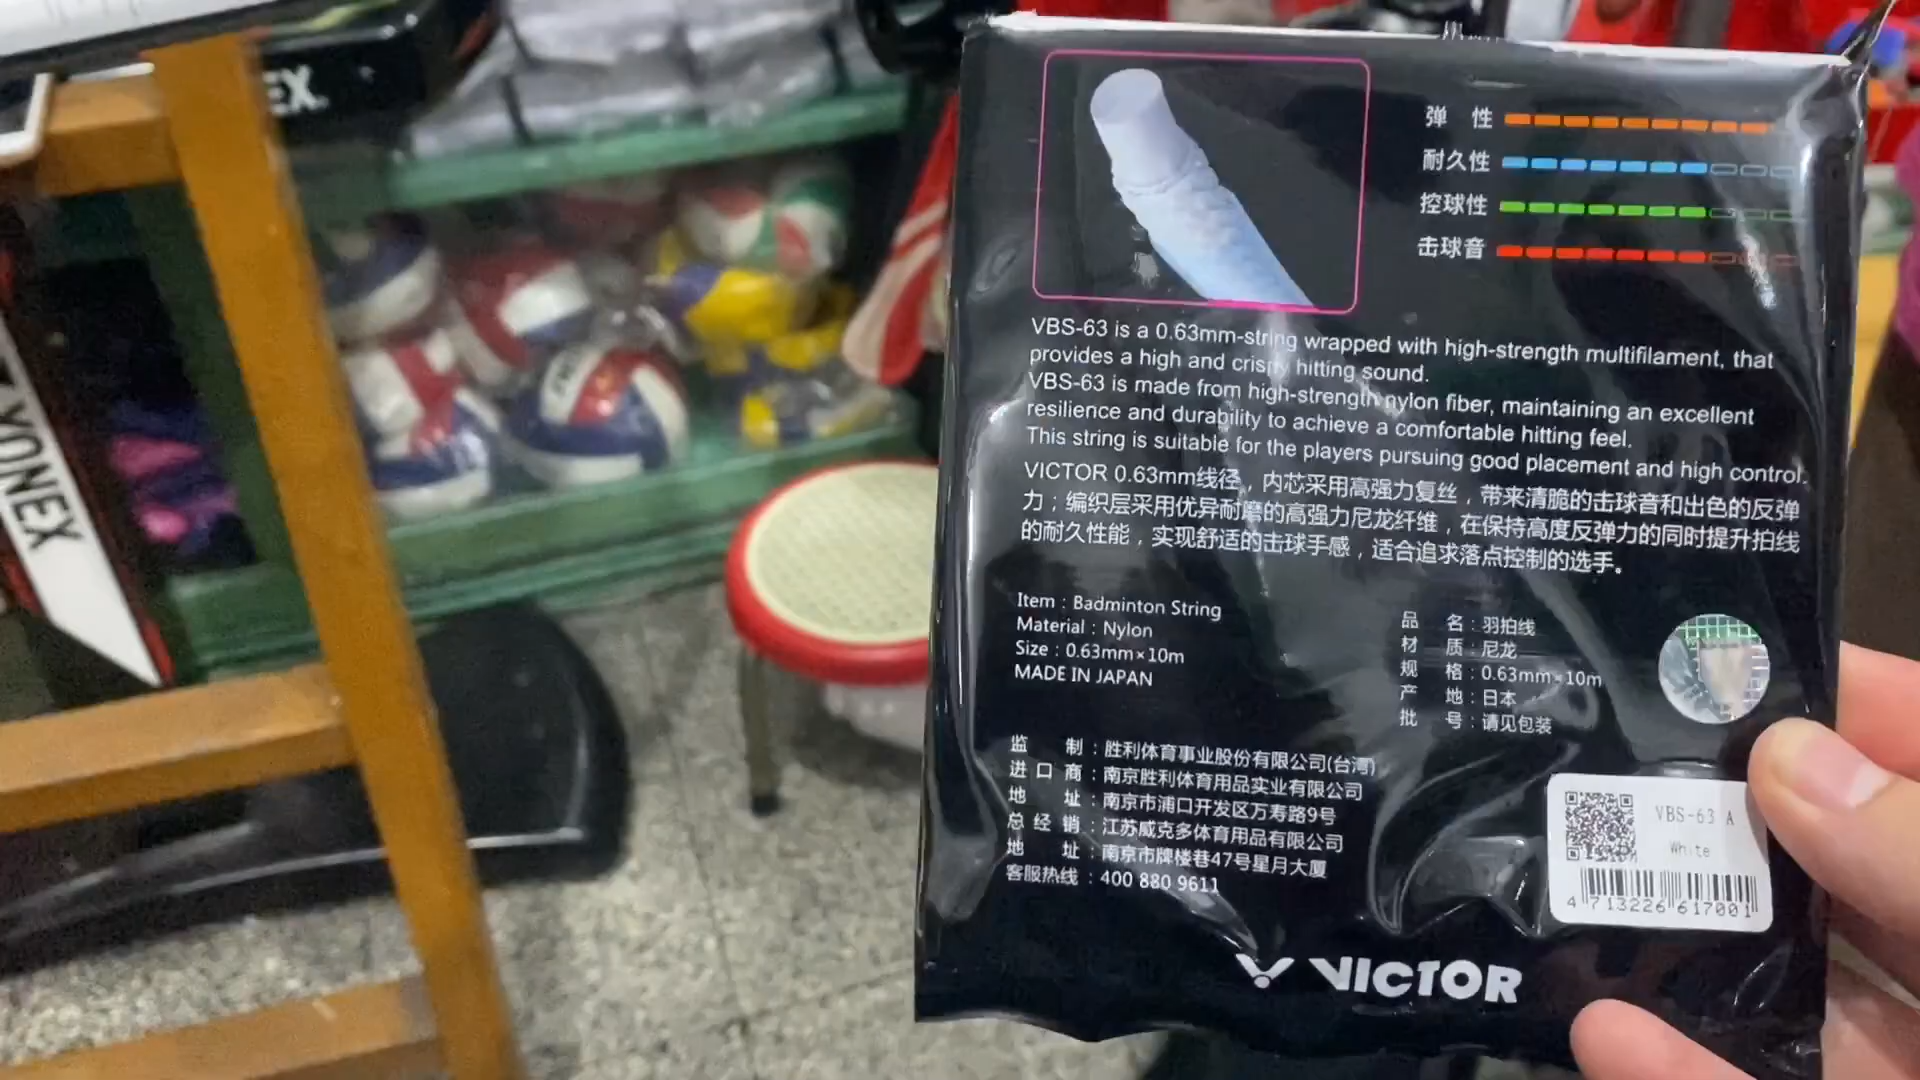 EX.
YONEX
弹 性
耐久性
控球性
击球音
VBS-63 is a 0.63mm-string wrapped with high-strength multifilament, that
provides a high and crispy hitting sound.
VBS-63 is made from high-strength nylon fiber, maintaining an excellent
resilience and durability to achieve a comfortable hitting feel.
This string is suitable for the players pursuing good placement and high control.
VICTOR 0.63mm线径，内芯采用高强力复丝，带来清脆的击球音和出色的反弹
力；编织层采用优异耐磨的高强力尼龙纤维，在保持高度反弹力的同时提升拍线
的耐久性能，实现舒适的击球手感，适合追求落点控制的选手。
Item : Badminton String
Material : Nylon
Size : 0.63mm×10m
MADE IN JAPAN
品 名 : 羽拍线
材 质 : 尼龙
规 格 : 0.63mm×10m
产 地 : 日本
批 号 : 请见包装
监 制 : 胜利体育事业股份有限公司(台湾)
进 口 商 : 南京胜利体育用品实业有限公司
地 址 : 南京市浦口开发区万寿路9号
总 经 销 : 江苏威克多体育用品有限公司
地 址 : 南京市牌楼巷47号星月大厦
客服热线 : 400 880 9611
VBS-63 A
White
4 713226 617001
VICTOR